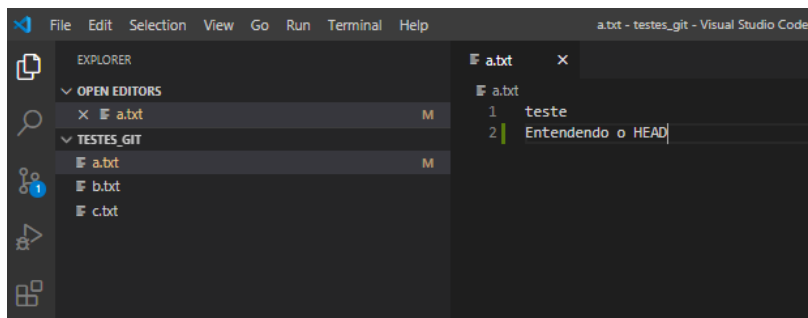 File Edit Selection View Go Run Terminal Help a.txt - testes_git - Visual Studio Code
EXPLORER
OPEN EDITORS
a.txt M
TESTES_GIT
a.txt M
b.txt
c.txt
1
a.txt
a.txt
1 teste
2 Entendendo o HEAD